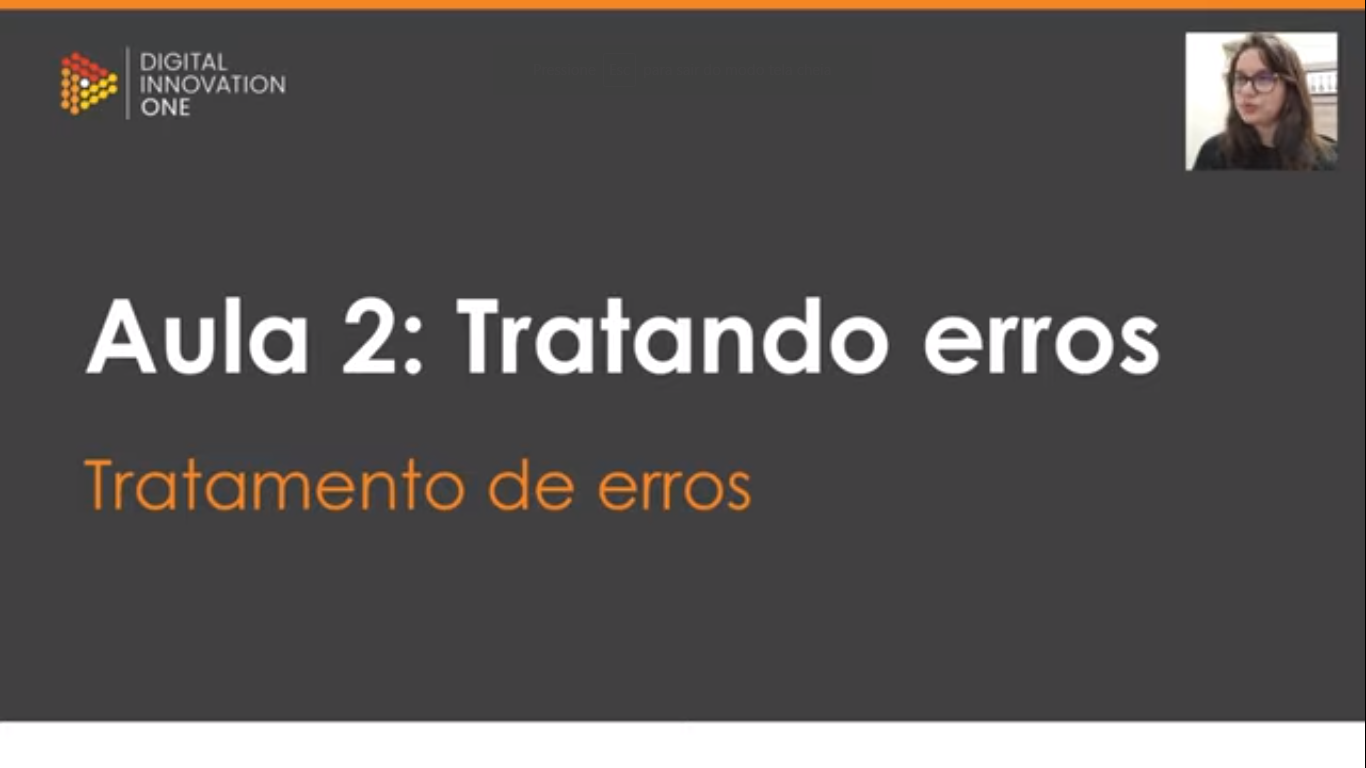 DIGITAL
INNOVATION
ONE
Aula 2: Tratando erros
Tratamento de erros